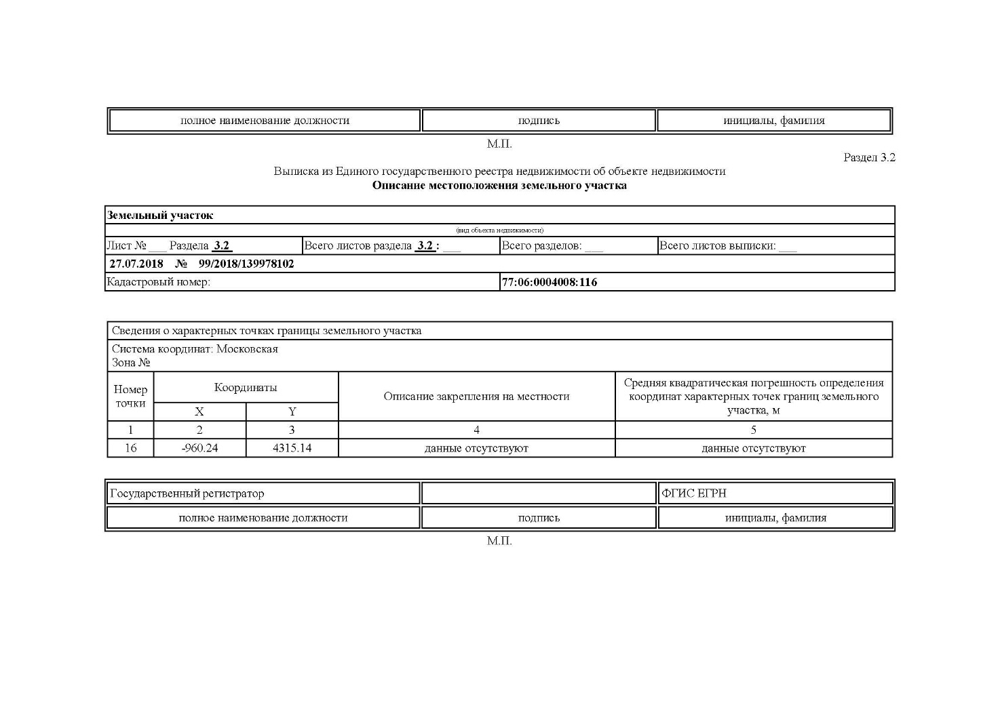 полное наименование должности подпись инициалы, фамилия
М.П.
Раздел 3.2
Выписка из Единого государственного реестра недвижимости об объекте недвижимости
Описание местоположения земельного участка
Земельный участок
(вид объекта недвижимости)
Лист № ___ Раздела 3.2 Всего листов раздела 3.2 : ___ Всего разделов: ___ Всего листов выписки: ___
27.07.2018 № 99/2018/139978102
Кадастровый номер: 77:06:0004008:116
Сведения о характерных точках границы земельного участка
Система координат: Московская
Зона №
Номер точки Координаты Описание закрепления на местности Средняя квадратическая погрешность определения координат характерных точек границ земельного участка, м
X Y
1 2 3 4 5
16 -960.24 4315.14 данные отсутствуют данные отсутствуют
Государственный регистратор ФГИС ЕГРН
полное наименование должности подпись инициалы, фамилия
М.П.